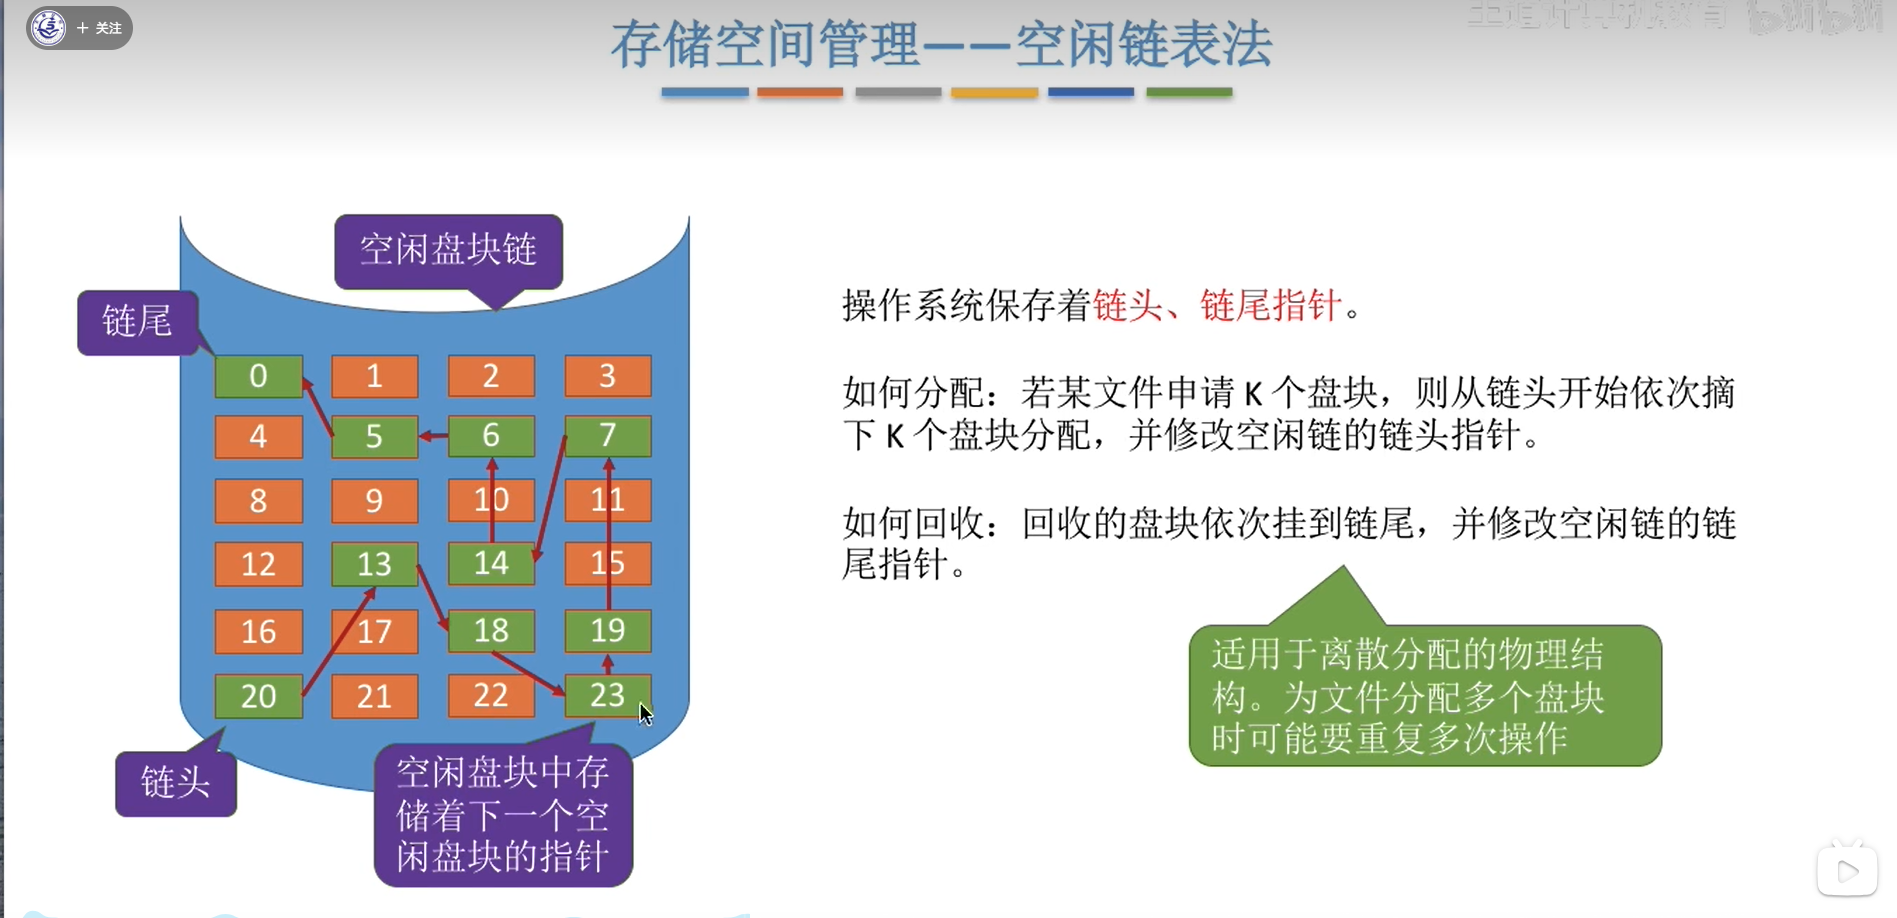 + 关注
存储空间管理——空闲链表法
王道计算机教育 bilibili
空闲盘块链
链尾
0 1 2 3
4 5 6 7
8 9 10 11
12 13 14 15
16 17 18 19
20 21 22 23
链头
空闲盘块中存
储着下一个空
闲盘块的指针
操作系统保存着链头、链尾指针。
如何分配：若某文件申请 K 个盘块，则从链头开始依次摘
下 K 个盘块分配，并修改空闲链的链头指针。
如何回收：回收的盘块依次挂到链尾，并修改空闲链的链
尾指针。
适用于离散分配的物理结
构。为文件分配多个盘块
时可能要重复多次操作